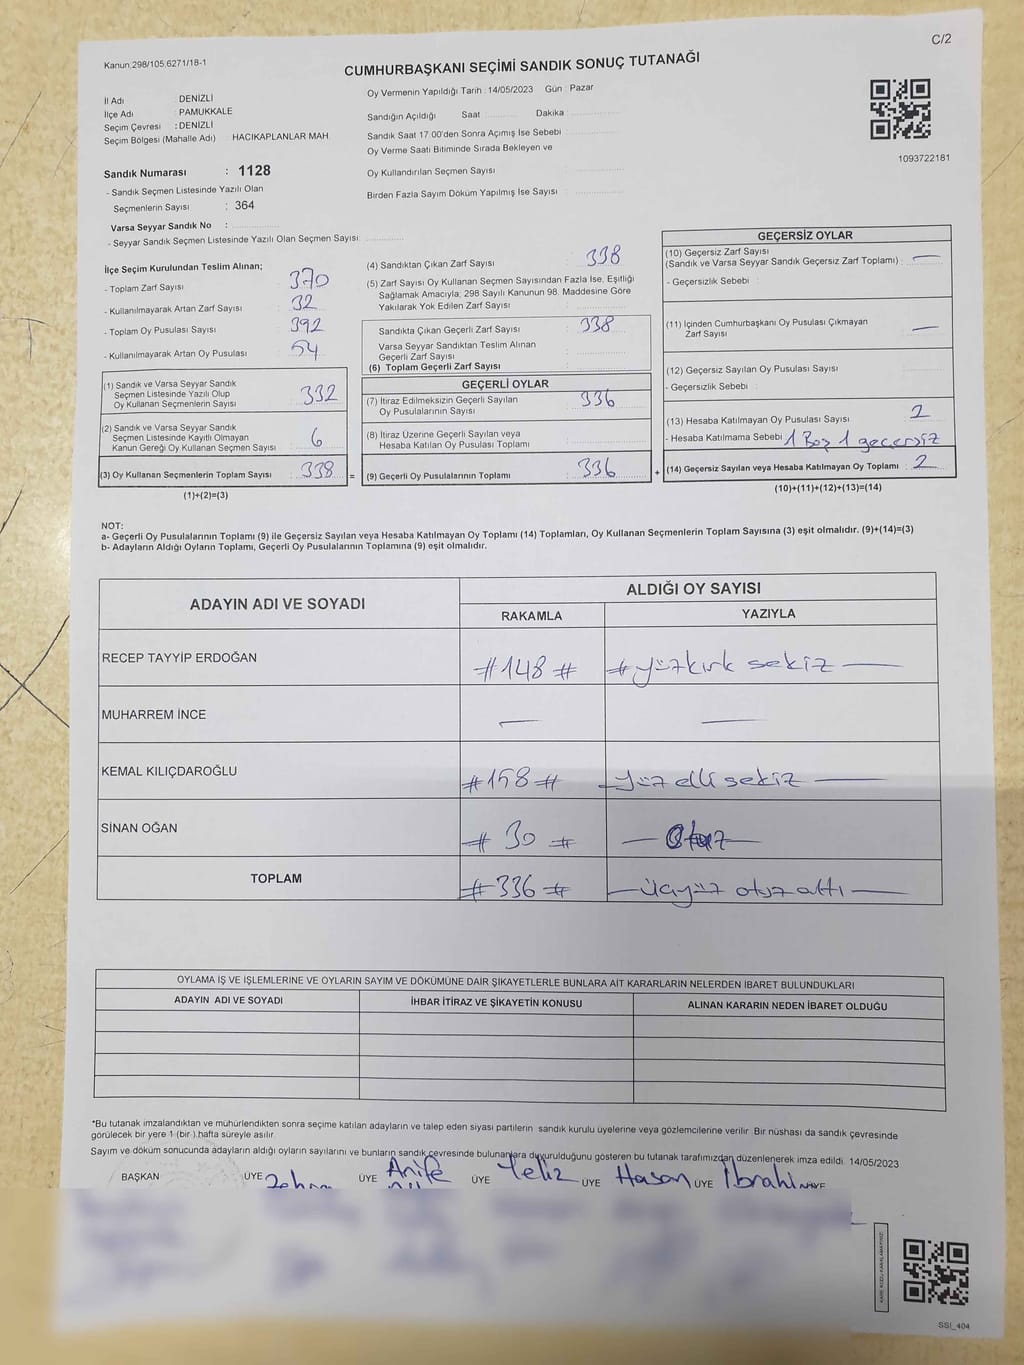 C/2
Kanun:298/105;6271/18-1
CUMHURBAŞKANI SEÇİMİ SANDIK SONUÇ TUTANAĞI
İl Adı : DENİZLİ
İlçe Adı : PAMUKKALE
Seçim Çevresi : DENİZLİ
Seçim Bölgesi (Mahalle Adı) HACIKAPLANLAR MAH.
Sandık Numarası : 1128
- Sandık Seçmen Listesinde Yazılı Olan
Seçmenlerin Sayısı : 364
Varsa Seyyar Sandık No :
- Seyyar Sandık Seçmen Listesinde Yazılı Olan Seçmen Sayısı:
Oy Vermenin Yapıldığı Tarih : 14/05/2023 Gün : Pazar
Sandığın Açıldığı Saat Dakika
Sandık Saat 17:00'den Sonra Açımış İse Sebebi
Oy Verme Saati Bitiminde Sırada Bekleyen ve
Oy Kullandırılan Seçmen Sayısı
Birden Fazla Sayım Döküm Yapılmış İse Sayısı
1093722181
İlçe Seçim Kurulundan Teslim Alınan;
- Toplam Zarf Sayısı : 370
- Kullanılmayarak Artan Zarf Sayısı : 32
- Toplam Oy Pusulası Sayısı : 392
- Kullanılmayarak Artan Oy Pusulası : 54
(1) Sandık ve Varsa Seyyar Sandık
Seçmen Listesinde Yazılı Olup
Oy Kullanan Seçmenlerin Sayısı : 332
(2) Sandık ve Varsa Seyyar Sandık
Seçmen Listesinde Kayıtlı Olmayan
Kanun Gereği Oy Kullanan Seçmen Sayısı : 6
(3) Oy Kullanan Seçmenlerin Toplam Sayısı : 338 =
(1)+(2)=(3)
(4) Sandıktan Çıkan Zarf Sayısı : 338
(5) Zarf Sayısı Oy Kullanan Seçmen Sayısından Fazla İse, Eşitliği
Sağlamak Amacıyla; 298 Sayılı Kanunun 98. Maddesine Göre
Yakılarak Yok Edilen Zarf Sayısı :
Sandıkta Çıkan Geçerli Zarf Sayısı : 338
Varsa Seyyar Sandıktan Teslim Alınan
Geçerli Zarf Sayısı :
(6) Toplam Geçerli Zarf Sayısı :
GEÇERLİ OYLAR
(7) İtiraz Edilmeksizin Geçerli Sayılan
Oy Pusulalarının Sayısı : 336
(8) İtiraz Üzerine Geçerli Sayılan veya
Hesaba Katılan Oy Pusulası Toplamı :
(9) Geçerli Oy Pusulalarının Toplamı : 336 +
GEÇERSİZ OYLAR
(10) Geçersiz Zarf Sayısı
(Sandık ve Varsa Seyyar Sandık Geçersiz Zarf Toplamı) : —
- Geçersizlik Sebebi :
(11) İçinden Cumhurbaşkanı Oy Pusulası Çıkmayan
Zarf Sayısı : —
(12) Geçersiz Sayılan Oy Pusulası Sayısı :
- Geçersizlik Sebebi :
(13) Hesaba Katılmayan Oy Pusulası Sayısı : 2
- Hesaba Katılmama Sebebi : 1 Boş 1 geçersiz
(14) Geçersiz Sayılan veya Hesaba Katılmayan Oy Toplamı : 2
(10)+(11)+(12)+(13)=(14)
NOT:
a- Geçerli Oy Pusulalarının Toplamı (9) ile Geçersiz Sayılan veya Hesaba Katılmayan Oy Toplamı (14) Toplamları, Oy Kullanan Seçmenlerin Toplam Sayısına (3) eşit olmalıdır. (9)+(14)=(3)
b- Adayların Aldığı Oyların Toplamı, Geçerli Oy Pusulalarının Toplamına (9) eşit olmalıdır.
ADAYIN ADI VE SOYADI ALDIĞI OY SAYISI
RAKAMLA YAZIYLA
RECEP TAYYİP ERDOĞAN #148# #yüzkırk sekiz —
MUHARREM İNCE — —
KEMAL KILIÇDAROĞLU #158# yüz elli sekiz —
SİNAN OĞAN # 30 # — Otuz —
TOPLAM #336# — üçyüz otuz altı —
OYLAMA İŞ VE İŞLEMLERİNE VE OYLARIN SAYIM VE DÖKÜMÜNE DAİR ŞİKAYETLERLE BUNLARA AİT KARARLARIN NELERDEN İBARET BULUNDUKLARI
ADAYIN ADI VE SOYADI İHBAR İTİRAZ VE ŞİKAYETİN KONUSU ALINAN KARARIN NEDEN İBARET OLDUĞU
*Bu tutanak imzalandıktan ve mühürlendikten sonra seçime katılan adayların ve talep eden siyasi partilerin sandık kurulu üyelerine veya gözlemcilerine verilir. Bir nüshası da sandık çevresinde
görülecek bir yere 1 (bir ) hafta süreyle asılır.
Sayım ve döküm sonucunda adayların aldığı oyların sayılarını ve bunların sandık çevresinde bulunanlara duyurulduğunu gösteren bu tutanak tarafımızdan düzenlenerek imza edildi. 14/05/2023
BAŞKAN ÜYE ÜYE Arife ÜYE Yeliz ÜYE Hasan ÜYE İbrahi
SSI_404